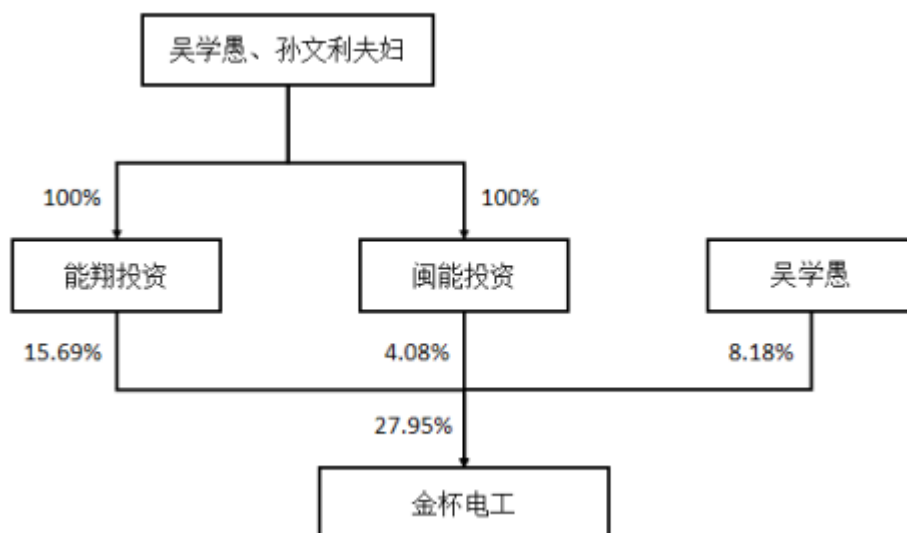 吴学愚、孙文利夫妇
100%
100%
能翔投资
闽能投资
吴学愚
15.69%
4.08%
8.18%
27.95%
金杯电工